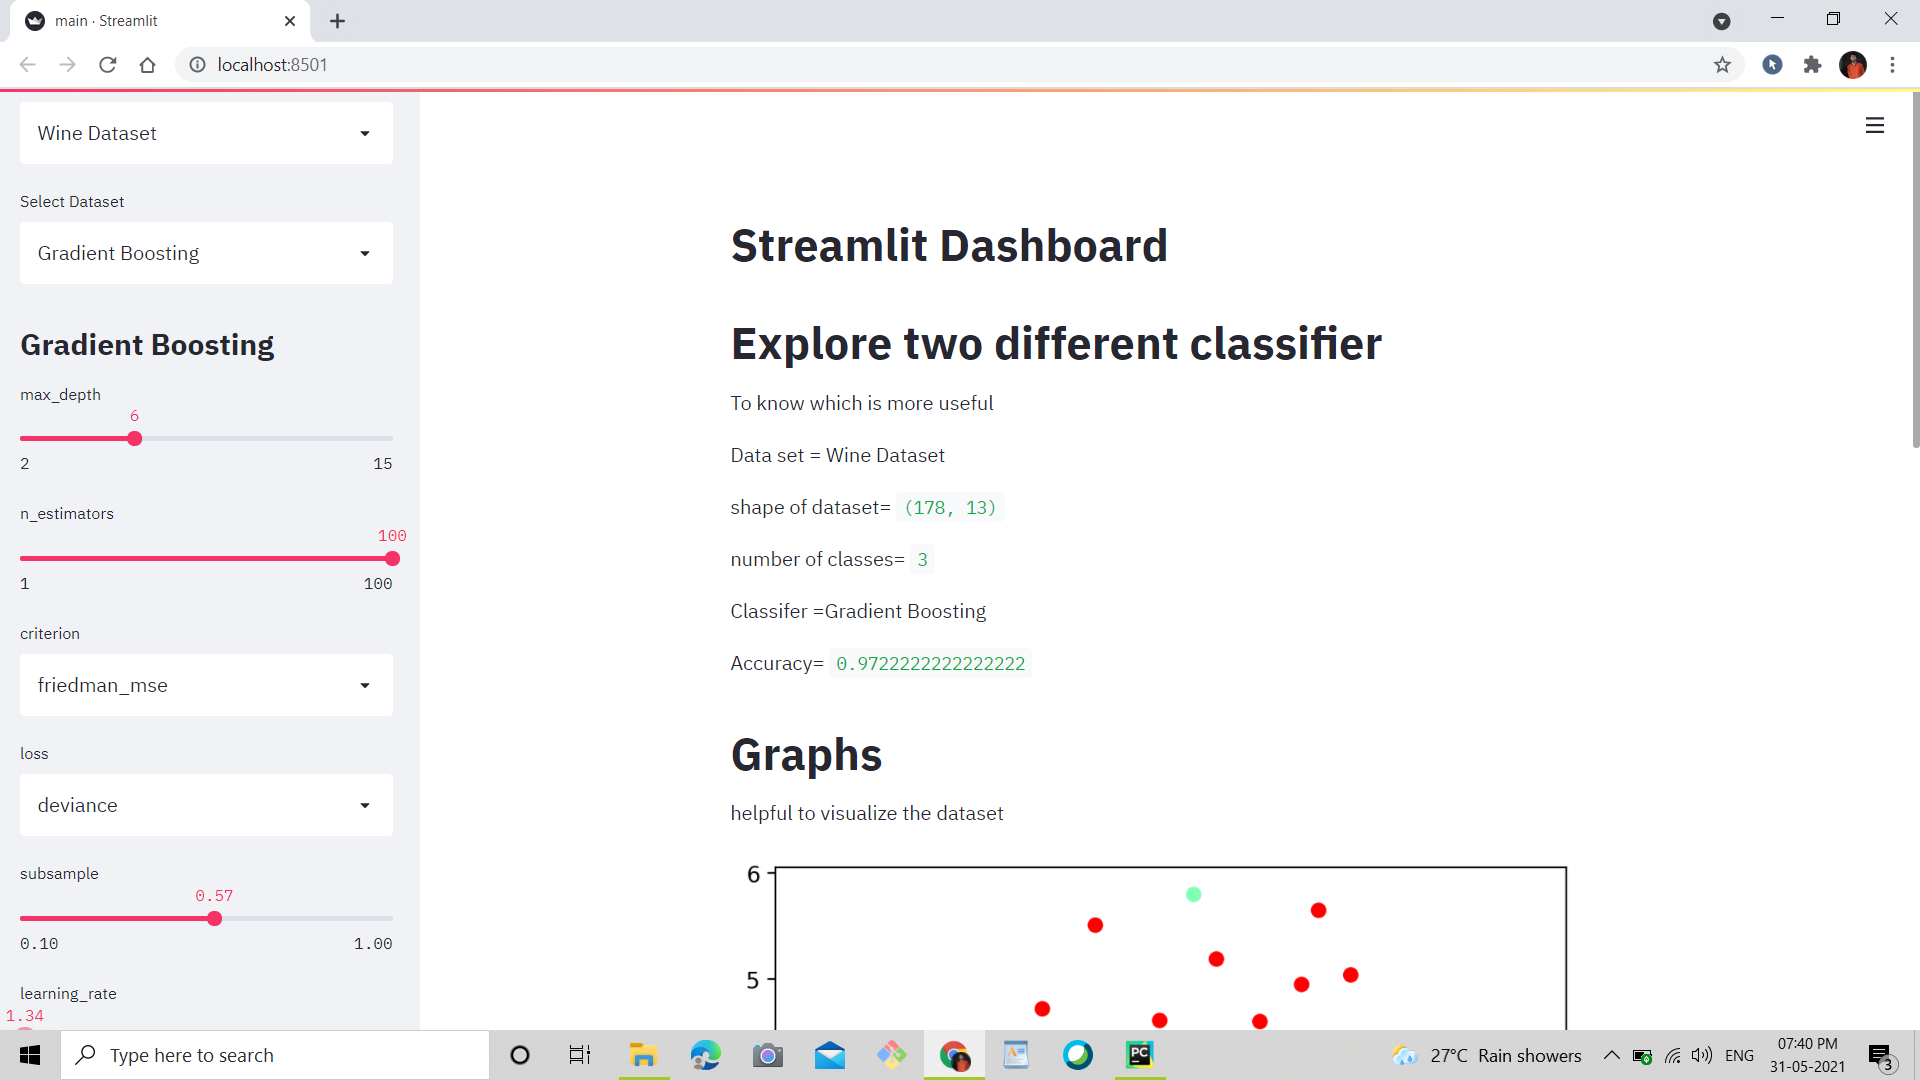 main · Streamlit
localhost:8501
Wine Dataset
Select Dataset
Gradient Boosting
Gradient Boosting
max_depth
6
2 15
n_estimators
100
1 100
criterion
friedman_mse
loss
deviance
subsample
0.57
0.10 1.00
learning_rate
1.34
Streamlit Dashboard
Explore two different classifier
To know which is more useful
Data set = Wine Dataset
shape of dataset= (178, 13)
number of classes= 3
Classifer =Gradient Boosting
Accuracy= 0.9722222222222222
Graphs
helpful to visualize the dataset
6
5
Type here to search
PC
27°C Rain showers
ENG
07:40 PM
31-05-2021
3